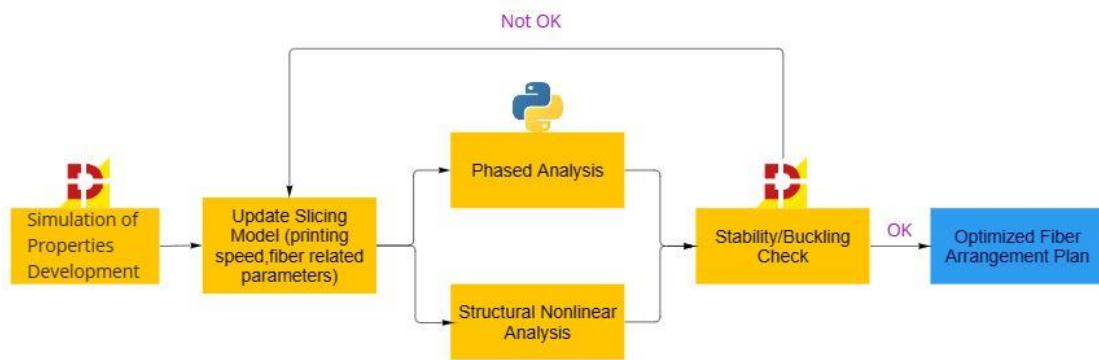 Not OK
Phased Analysis
Simulation of
Properties
Development
Update Slicing
Model (printing
speed,fiber related
parameters)
Stability/Buckling
Check
OK
Optimized Fiber
Arrangement Plan
Structural Nonlinear
Analysis